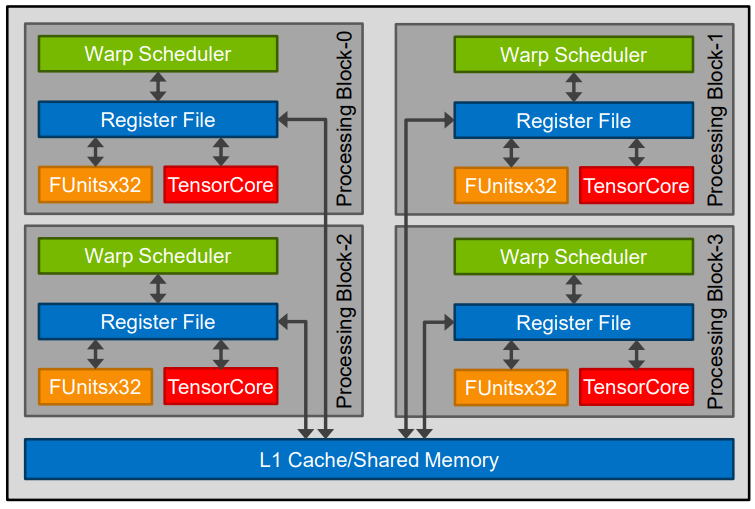 Warp Scheduler
Register File
FUnitsx32
TensorCore
Processing Block-0
Warp Scheduler
Register File
FUnitsx32
TensorCore
Processing Block-1
Warp Scheduler
Register File
FUnitsx32
TensorCore
Processing Block-2
Warp Scheduler
Register File
FUnitsx32
TensorCore
Processing Block-3
L1 Cache/Shared Memory